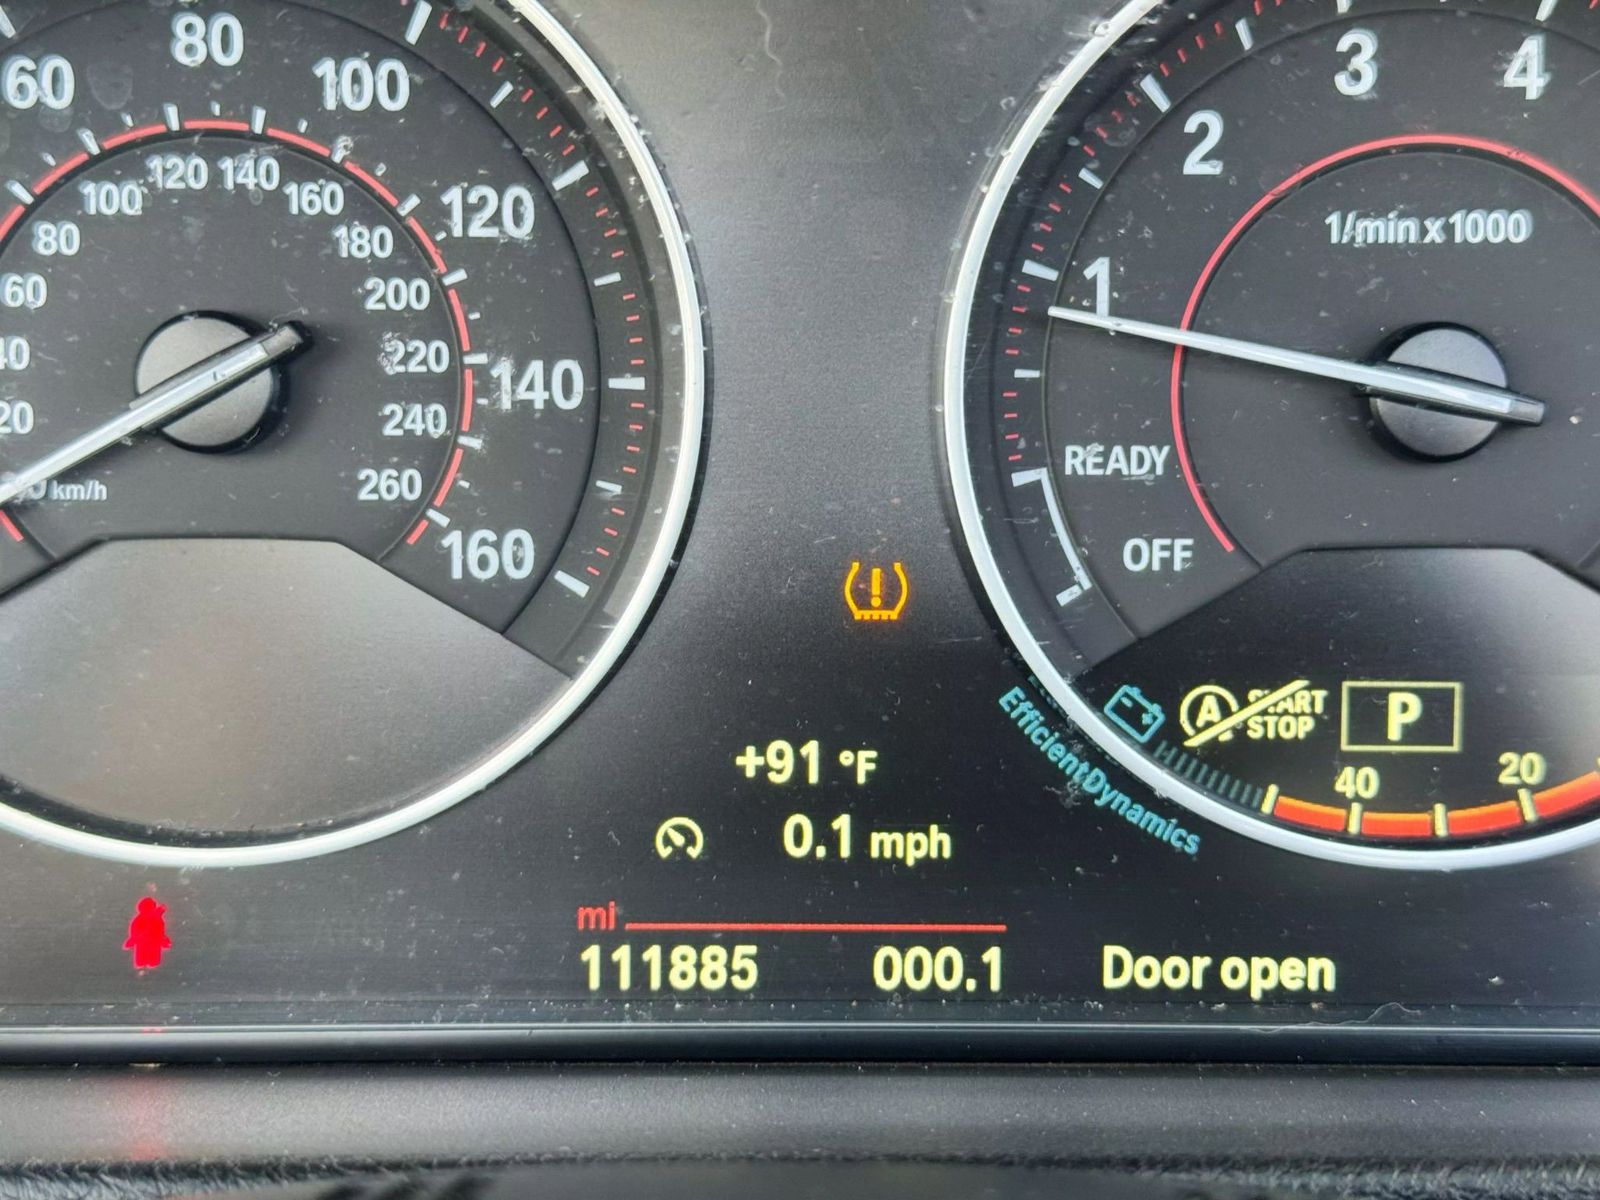 60
80
100
120
140
160
80
100
120
140
160
180
200
220
240
260
60
40
20
km/h
1
2
3
4
1/min x 1000
READY
OFF
A
START
STOP
P
40
20
EfficientDynamics
+91 °F
0.1 mph
mi
111885 000.1 Door open